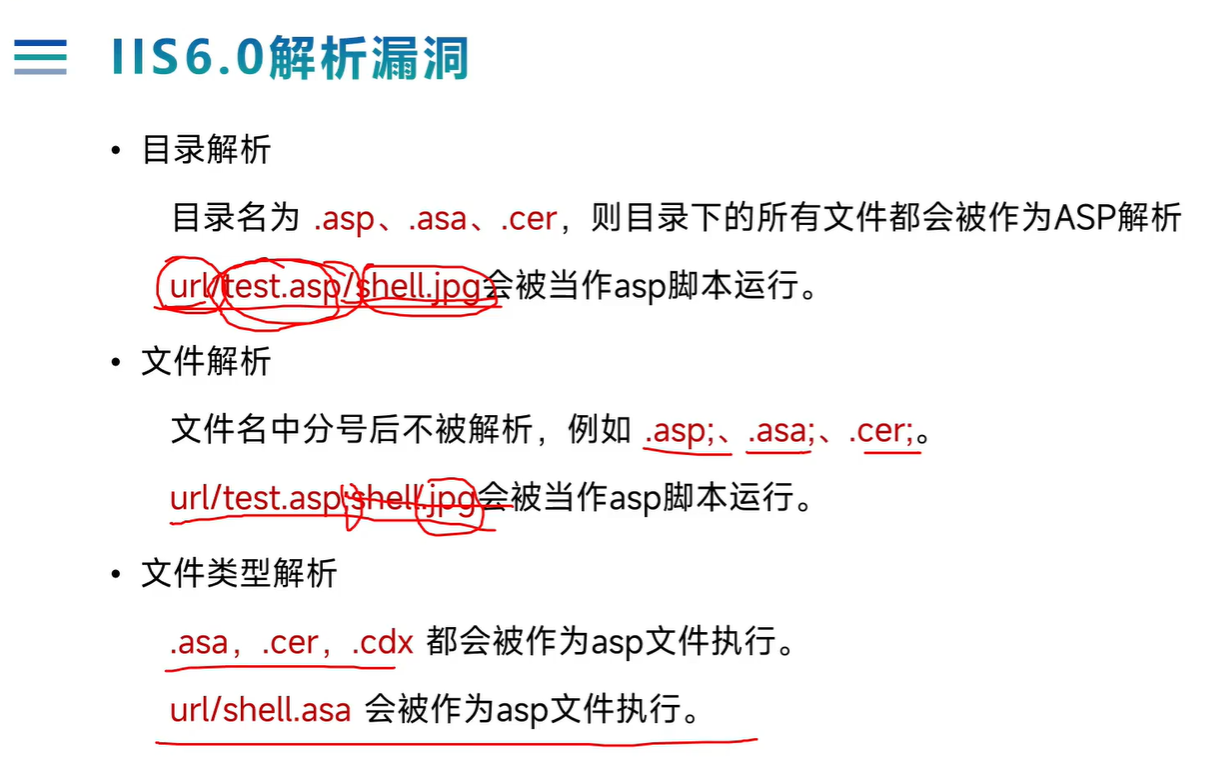 IIS6.0解析漏洞
• 目录解析
目录名为 .asp、.asa、.cer，则目录下的所有文件都会被作为ASP解析
url/test.asp/shell.jpg会被当作asp脚本运行。
• 文件解析
文件名中分号后不被解析，例如 .asp;、.asa;、.cer;。
url/test.asp;shell.jpg会被当作asp脚本运行。
• 文件类型解析
.asa，.cer，.cdx 都会被作为asp文件执行。
url/shell.asa 会被作为asp文件执行。